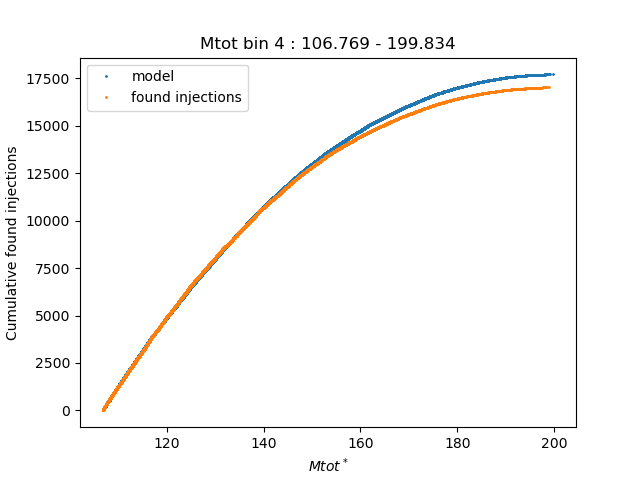 Mtot bin 4 : 106.769 - 199.834
model
found injections
Cumulative found injections
17500
15000
12500
10000
7500
5000
2500
0
120
140
160
180
200
Mtot*